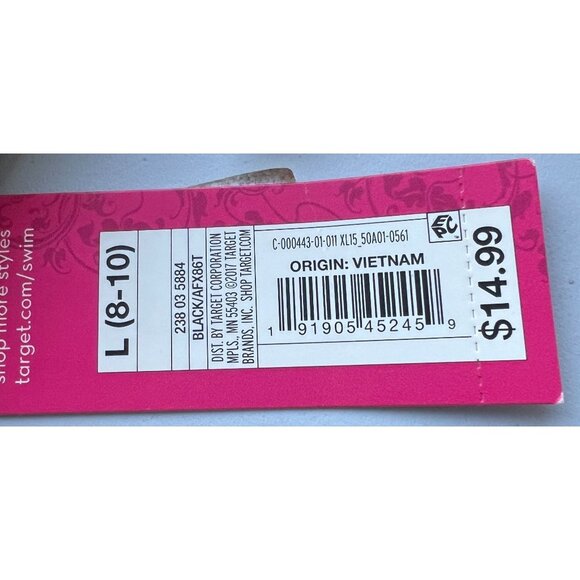 shop more styles
target.com/swim
L (8-10)
238 03 5884
BLACK/AFX86T
DIST. BY TARGET CORPORATION
MPLS., MN 55403 ©2017 TARGET
BRANDS, INC. SHOP TARGET.COM
C-000443-01-011 XL15_50A01-0561
EPC
ORIGIN: VIETNAM
1 91905 45245 9
$14.99